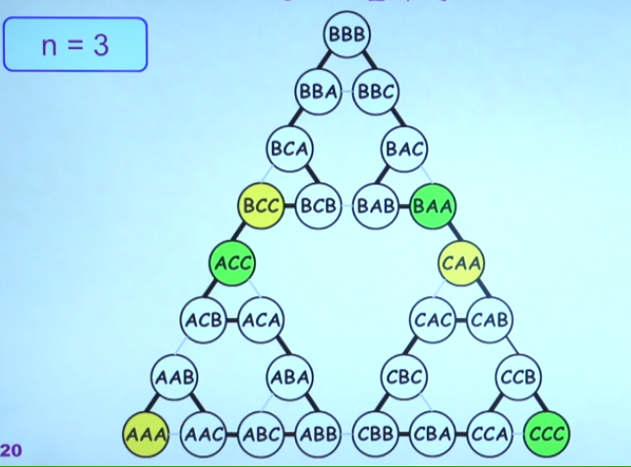 n = 3
BBB
BBA BBC
BCA BAC
BCC BCB BAB BAA
ACC CAA
ACB ACA CAC CAB
AAB ABA CBC CCB
AAA AAC ABC ABB CBB CBA CCA CCC
20